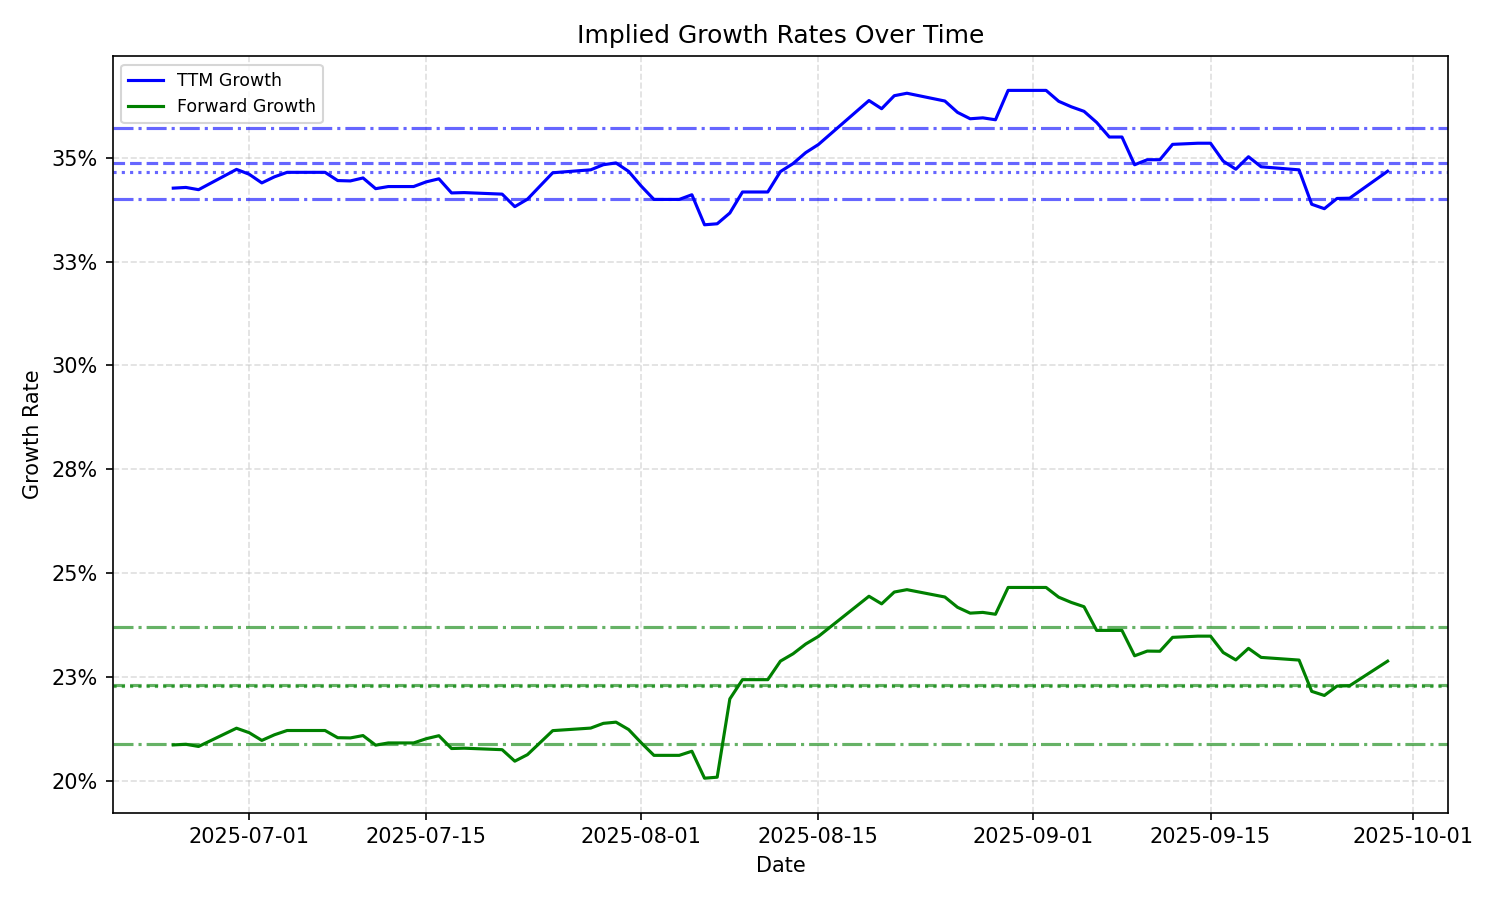 Implied Growth Rates Over Time
TTM Growth
Forward Growth
35%
33%
30%
28%
25%
23%
20%
Growth Rate
2025-07-01
2025-07-15
2025-08-01
2025-08-15
2025-09-01
2025-09-15
2025-10-01
Date